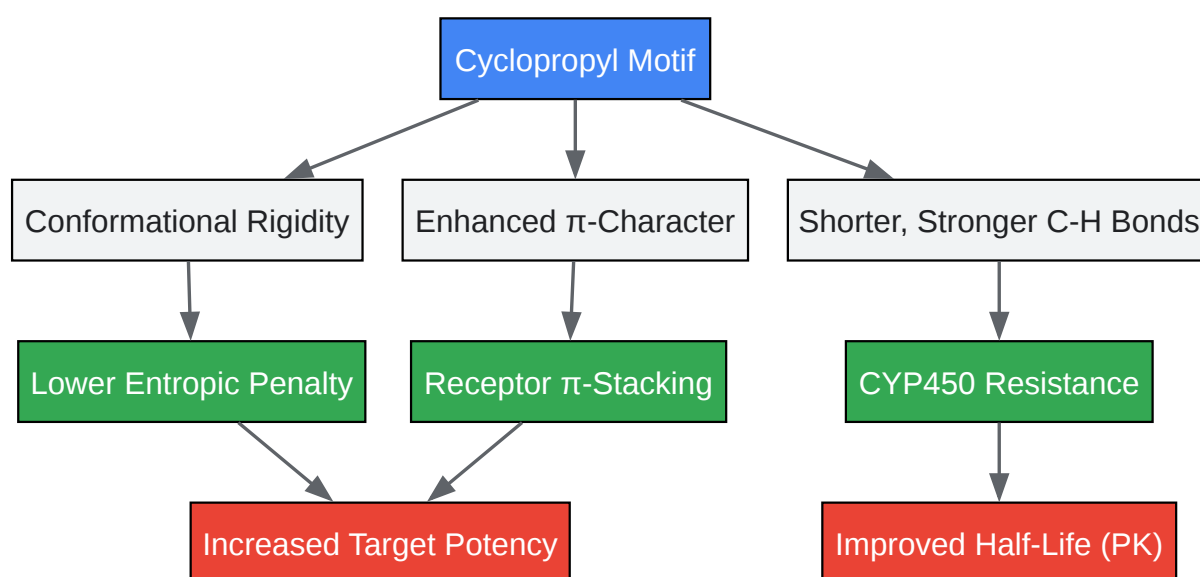 Cyclopropyl Motif
Conformational Rigidity
Enhanced π-Character
Shorter, Stronger C-H Bonds
Lower Entropic Penalty
Receptor π-Stacking
CYP450 Resistance
Increased Target Potency
Improved Half-Life (PK)